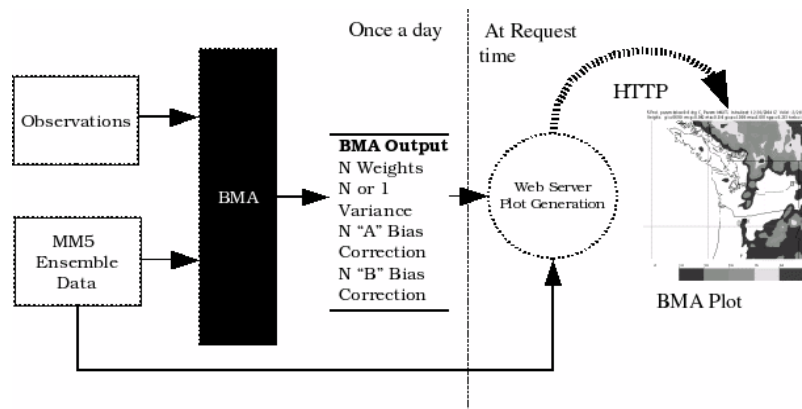 Once a day
At Request
time
HTTP
Observations
BMA
MM5
Ensemble
Data
BMA Output
N Weights
N or 1
Variance
N “A” Bias
Correction
N “B” Bias
Correction
Web Server
Plot Generation
BMA Plot